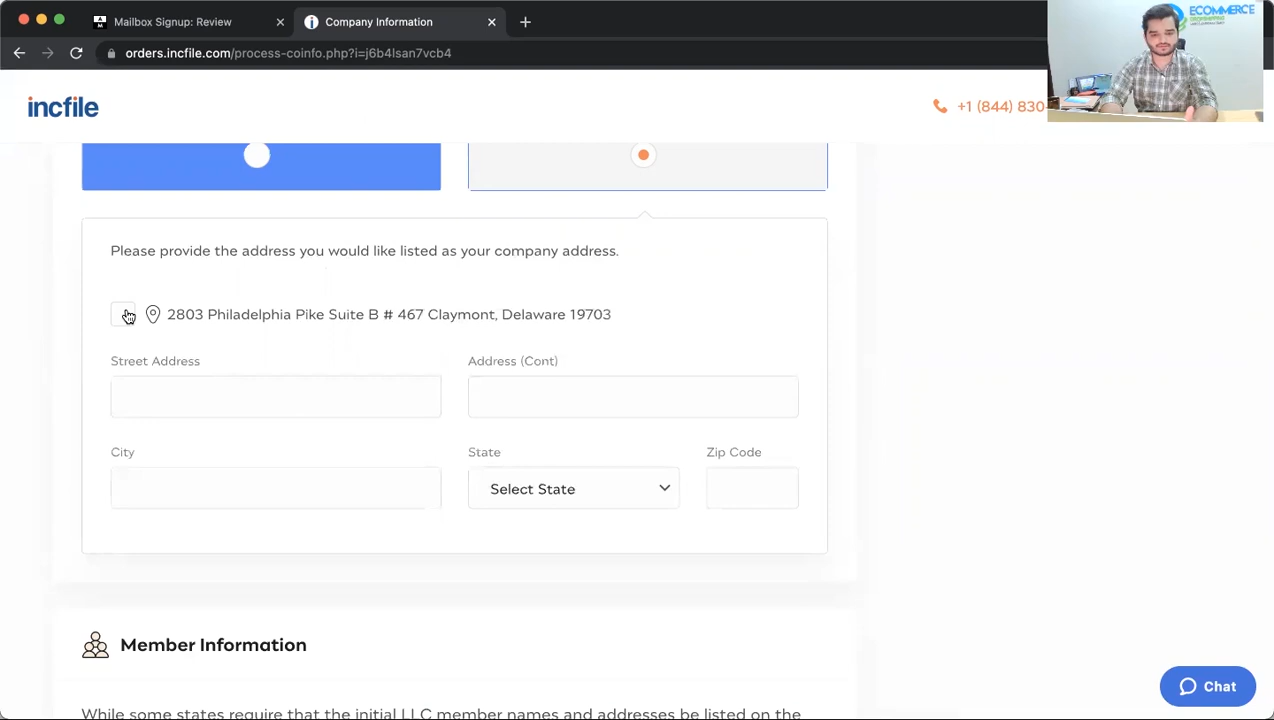 Mailbox Signup: Review
Company Information
orders.incfile.com/process-coinfo.php?i=j6b4lsan7vcb4
ECOMMERCE
incfile
+1 (844) 830
Please provide the address you would like listed as your company address.
2803 Philadelphia Pike Suite B # 467 Claymont, Delaware 19703
Street Address
Address (Cont)
City
State
Zip Code
Select State
Member Information
Chat
While some states require that the initial LLC member names and addresses be listed on the